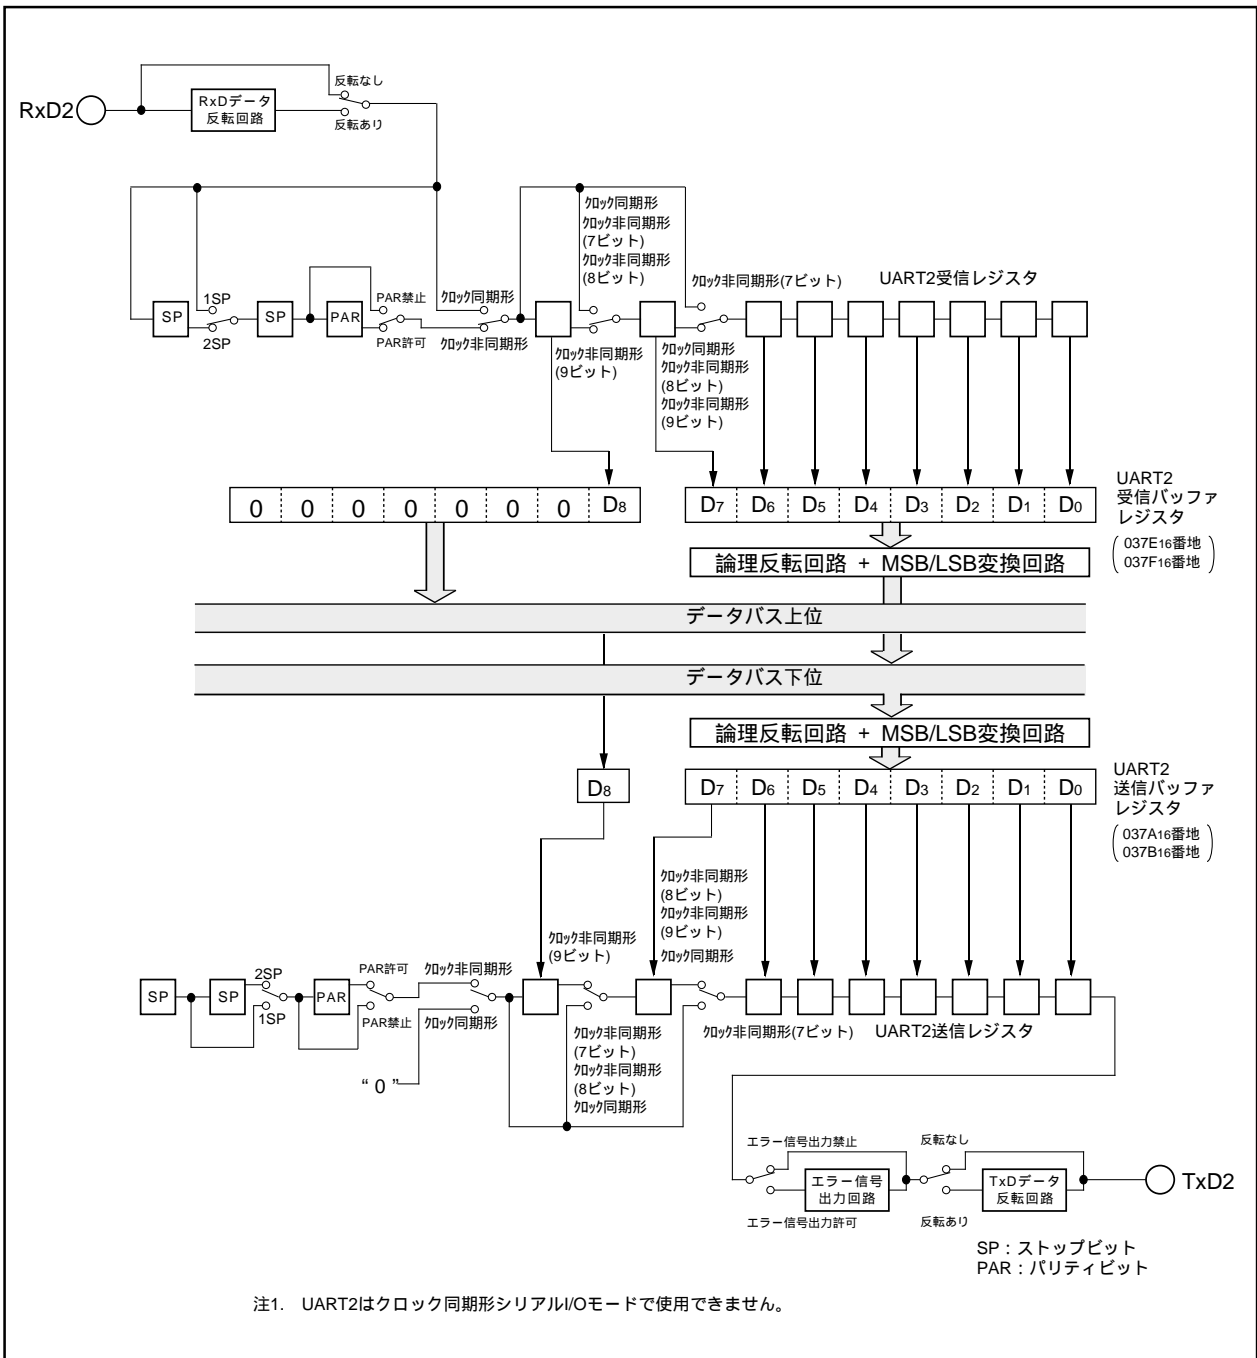 反転なし
RxD2
RxDデータ
反転回路
反転あり
クロック同期形
クロック非同期形
(7ビット)
クロック非同期形
(8ビット)
クロック非同期形(7ビット)
UART2受信レジスタ
SP
1SP
2SP
SP
PAR
PAR禁止
PAR許可
クロック同期形
クロック非同期形
クロック非同期形
(9ビット)
クロック同期形
クロック非同期形
(8ビット)
クロック非同期形
(9ビット)
0 0 0 0 0 0 0 D8
D7 D6 D5 D4 D3 D2 D1 D0
UART2
受信バッファ
レジスタ
(037E16番地
037F16番地)
論理反転回路 + MSB/LSB変換回路
データバス上位
データバス下位
論理反転回路 + MSB/LSB変換回路
D8
D7 D6 D5 D4 D3 D2 D1 D0
UART2
送信バッファ
レジスタ
(037A16番地
037B16番地)
クロック非同期形
(8ビット)
クロック非同期形
(9ビット)
クロック同期形
クロック非同期形
(9ビット)
SP
SP
2SP
1SP
PAR
PAR許可
PAR禁止
クロック非同期形
クロック同期形
“ 0 ”
クロック非同期形
(7ビット)
クロック非同期形
(8ビット)
クロック同期形
クロック非同期形(7ビット)
UART2送信レジスタ
エラー信号出力禁止
エラー信号
出力回路
エラー信号出力許可
反転なし
TxDデータ
反転回路
反転あり
TxD2
SP : ストップビット
PAR : パリティビット
注1. UART2はクロック同期形シリアルI/Oモードで使用できません。